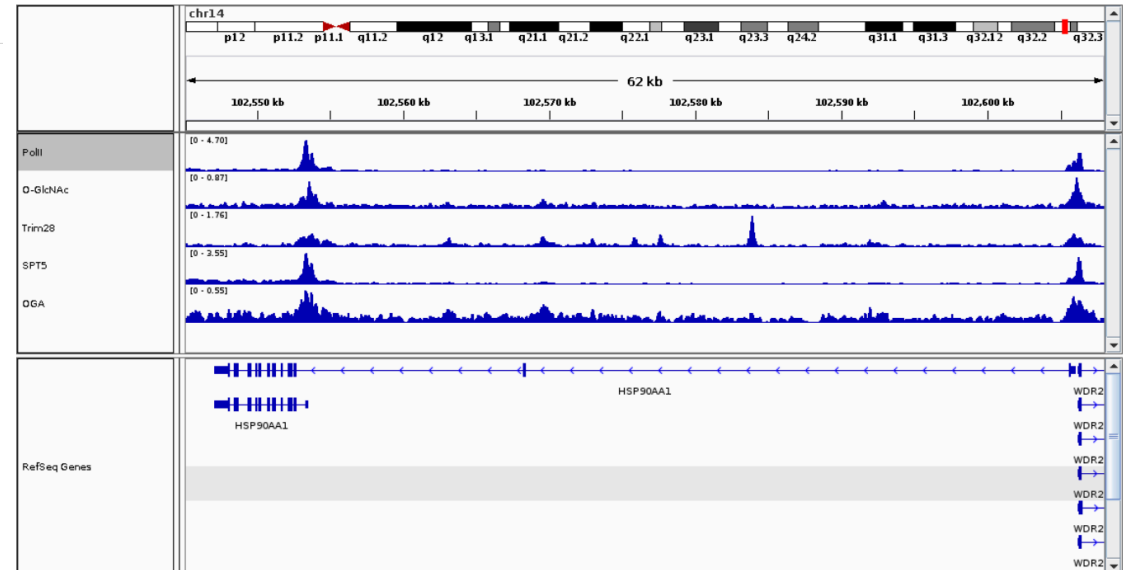 chr14
p12 p11.2 p11.1 q11.2 q12 q13.1 q21.1 q21.2 q22.1 q23.1 q23.3 q24.2 q31.1 q31.3 q32.12 q32.2 q32.3
62 kb
102,550 kb 102,560 kb 102,570 kb 102,580 kb 102,590 kb 102,600 kb
PolII [0 - 4.70]
O-GlcNAc [0 - 0.87]
Trim28 [0 - 1.76]
SPT5 [0 - 3.55]
OGA [0 - 0.55]
HSP90AA1 WDR2
HSP90AA1 WDR2
WDR2
RefSeq Genes
WDR2
WDR2
WDR2